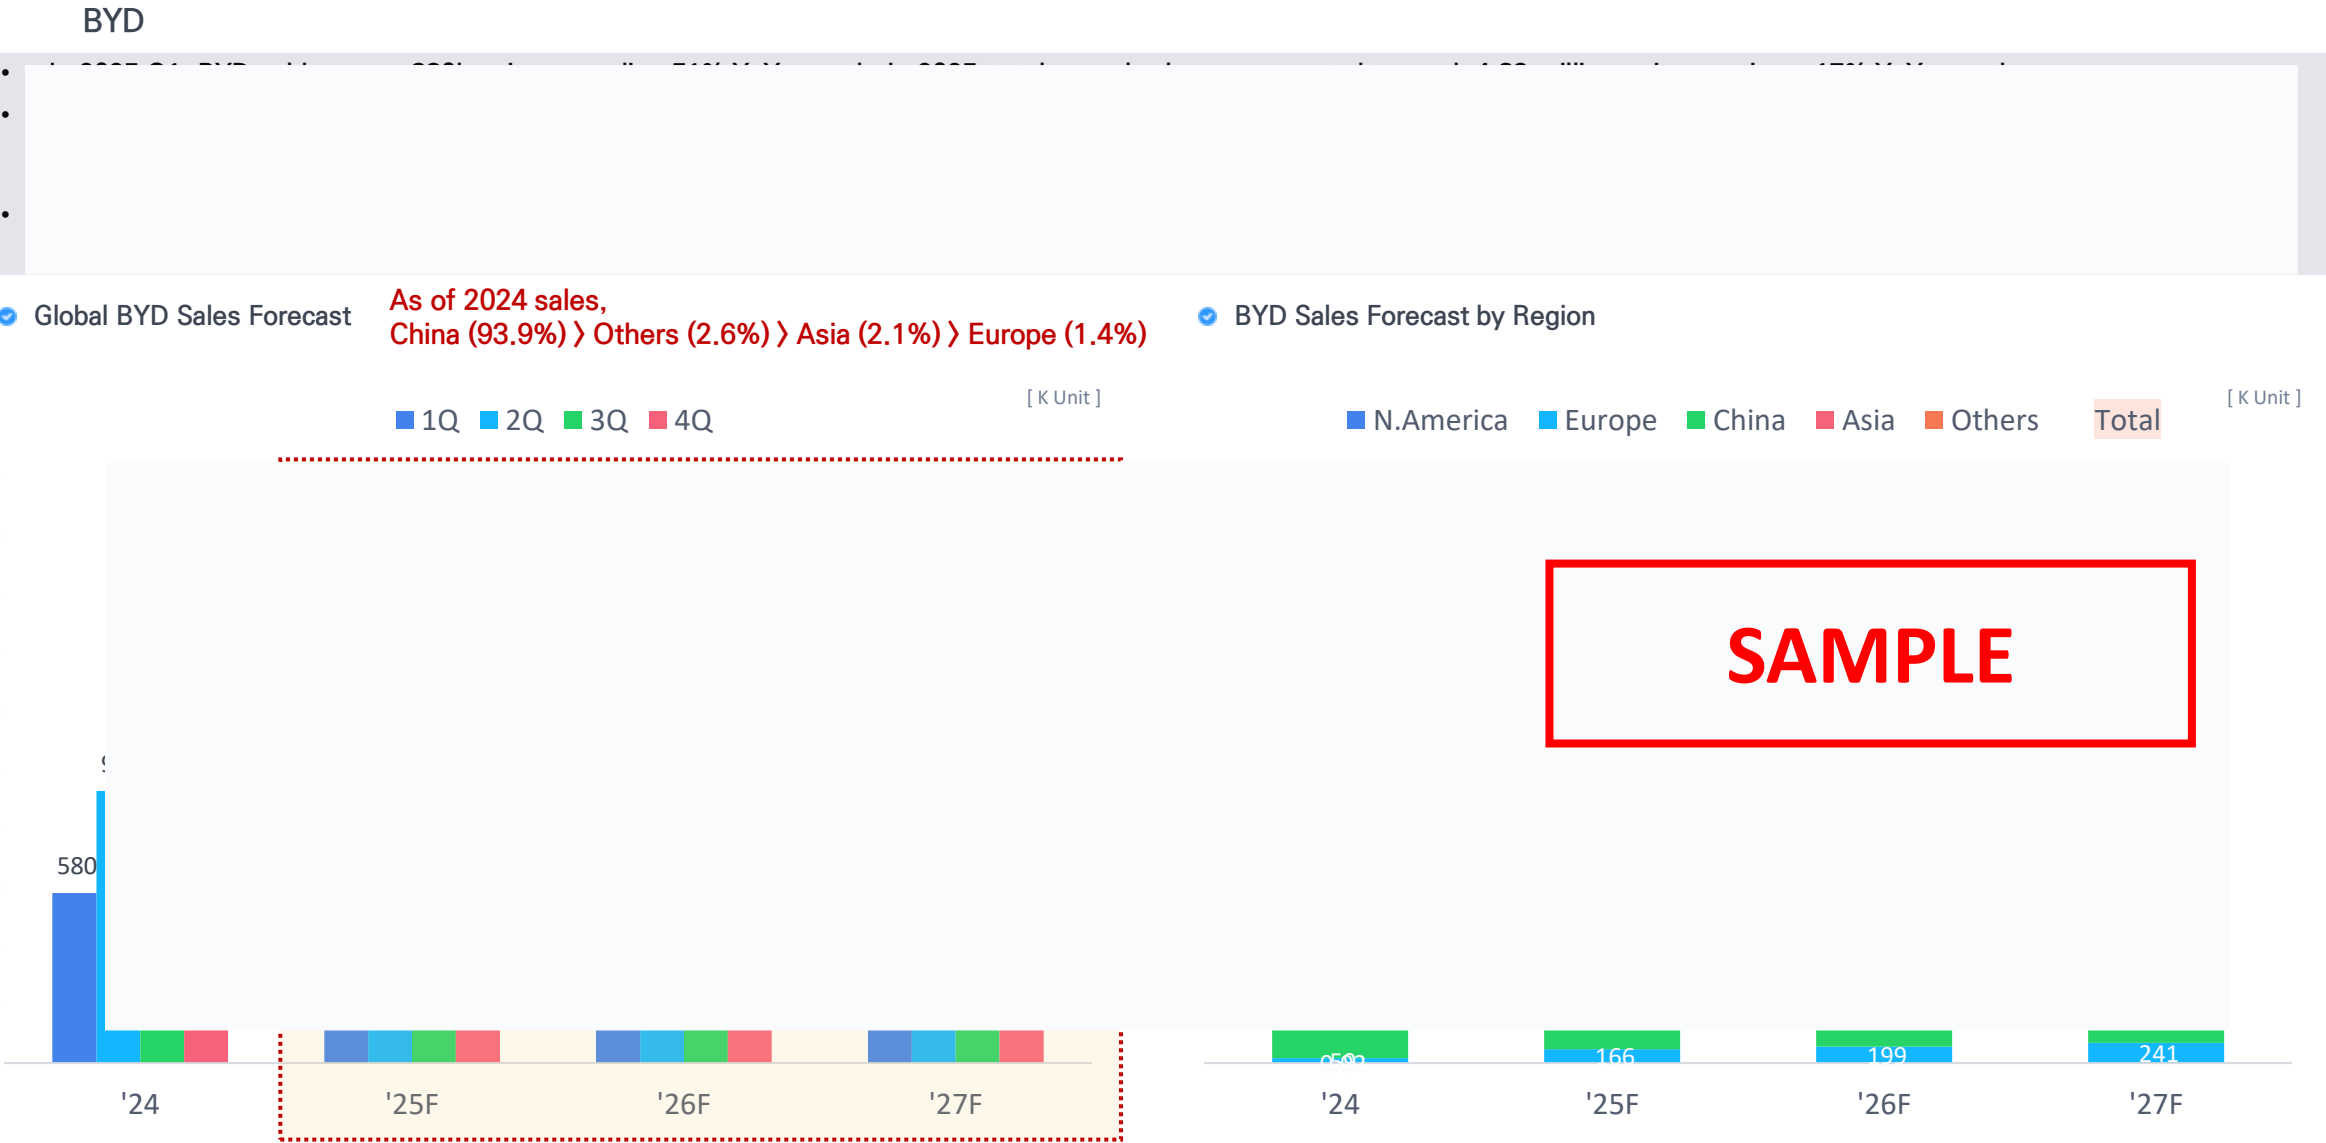 BYD
Global BYD Sales Forecast
As of 2024 sales,
China (93.9%) 〉 Others (2.6%) 〉 Asia (2.1%) 〉 Europe (1.4%)
[ K Unit ]
1Q 2Q 3Q 4Q
580
'24 '25F '26F '27F
BYD Sales Forecast by Region
[ K Unit ]
N.America Europe China Asia Others Total
SAMPLE
166 199 241
'24 '25F '26F '27F